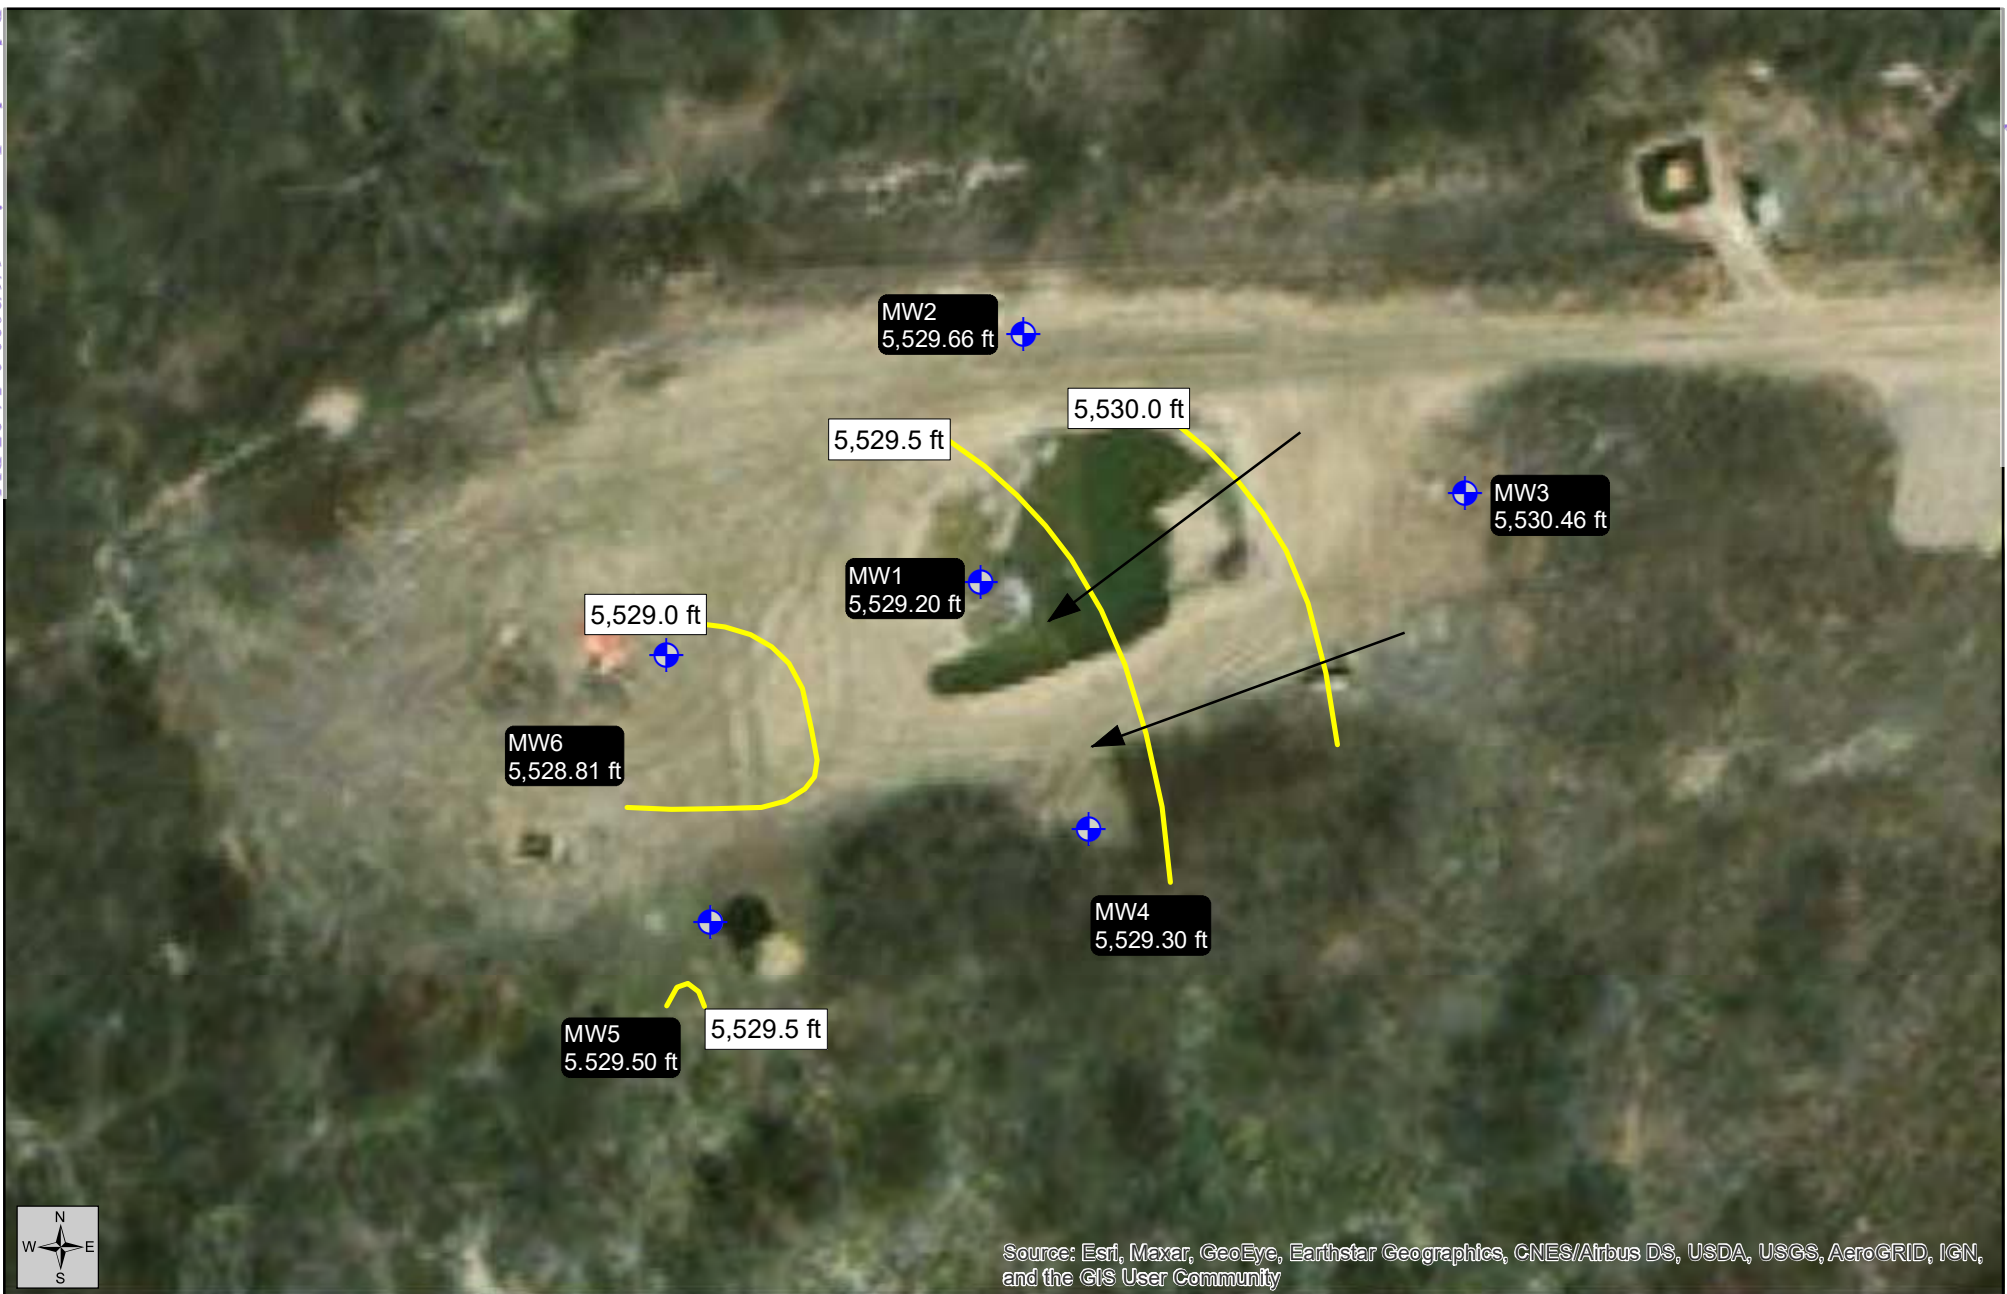 MW2
5,529.66 ft
5,530.0 ft
5,529.5 ft
MW3
5,530.46 ft
MW1
5,529.20 ft
5,529.0 ft
MW6
5,528.81 ft
MW4
5,529.30 ft
MW5
5.529.50 ft
5,529.5 ft
N
W E
S
Source: Esri, Maxar, GeoEye, Earthstar Geographics, CNES/Airbus DS, USDA, USGS, AeroGRID, IGN,
and the GIS User Community